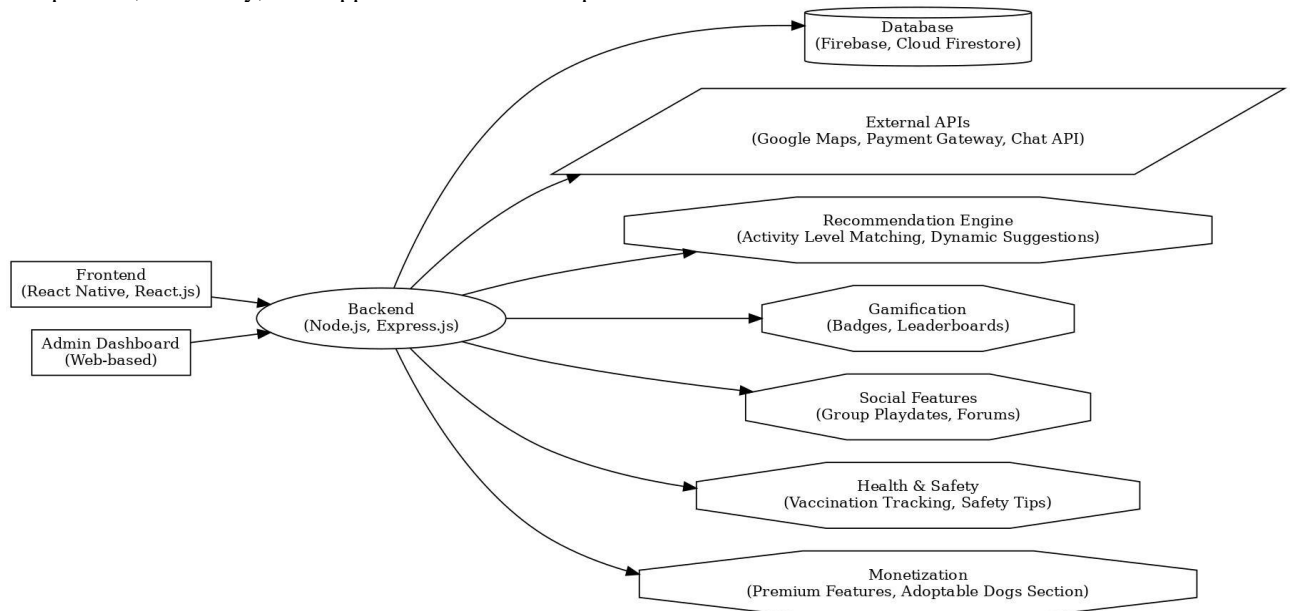 Database
(Firebase, Cloud Firestore)
External APIs
(Google Maps, Payment Gateway, Chat API)
Recommendation Engine
(Activity Level Matching, Dynamic Suggestions)
Frontend
(React Native, React.js)
Backend
(Node.js, Express.js)
Gamification
(Badges, Leaderboards)
Admin Dashboard
(Web-based)
Social Features
(Group Playdates, Forums)
Health & Safety
(Vaccination Tracking, Safety Tips)
Monetization
(Premium Features, Adoptable Dogs Section)